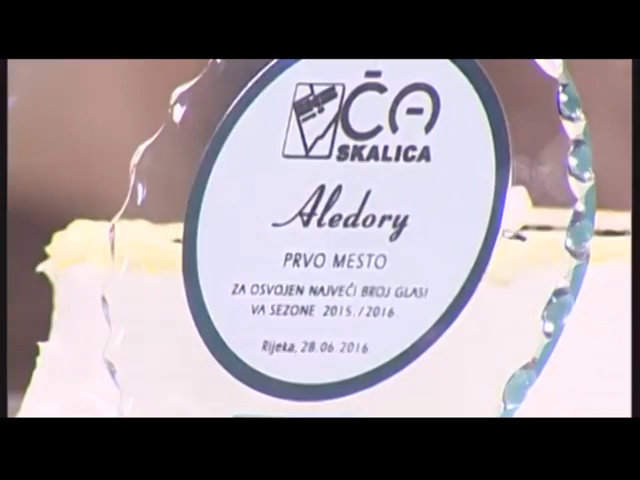 ČA
SKALICA
Aledory
PRVO MESTO
ZA OSVOJEN NAJVEĆI BROJ GLASI
VA SEZONE 2015./2016.
Rijeka, 28.06.2016